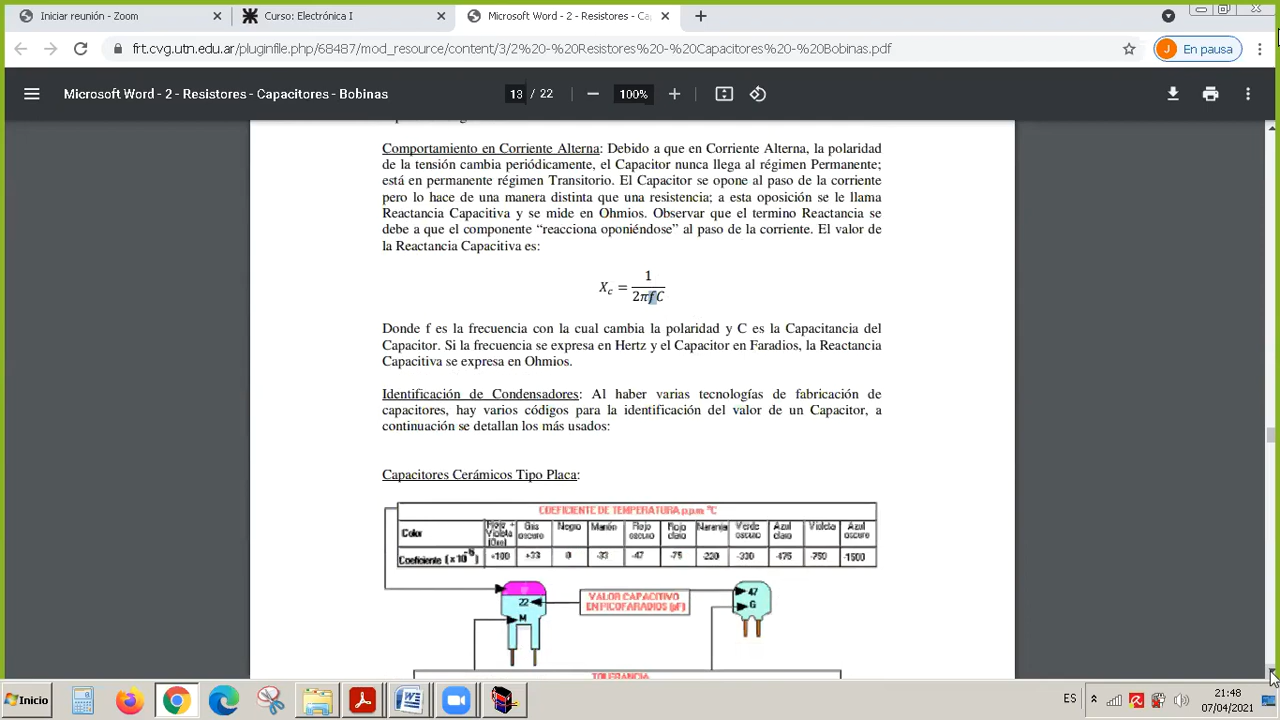 Iniciar reunión - Zoom
Curso: Electrónica I
Microsoft Word - 2 - Resistores - Ca
frt.cvg.utn.edu.ar/pluginfile.php/68487/mod_resource/content/3/2%20-%20Resistores%20-%20Capacitores%20-%20Bobinas.pdf
J
En pausa
Microsoft Word - 2 - Resistores - Capacitores - Bobinas
13 / 22
100%
Comportamiento en Corriente Alterna: Debido a que en Corriente Alterna, la polaridad
de la tensión cambia periódicamente, el Capacitor nunca llega al régimen Permanente;
está en permanente régimen Transitorio. El Capacitor se opone al paso de la corriente
pero lo hace de una manera distinta que una resistencia; a esta oposición se le llama
Reactancia Capacitiva y se mide en Ohmios. Observar que el termino Reactancia se
debe a que el componente “reacciona oponiéndose” al paso de la corriente. El valor de
la Reactancia Capacitiva es:
1
Xc =
2πfC
Donde f es la frecuencia con la cual cambia la polaridad y C es la Capacitancia del
Capacitor. Si la frecuencia se expresa en Hertz y el Capacitor en Faradios, la Reactancia
Capacitiva se expresa en Ohmios.
Identificación de Condensadores: Al haber varias tecnologías de fabricación de
capacitores, hay varios códigos para la identificación del valor de un Capacitor, a
continuación se detallan los más usados:
Capacitores Cerámicos Tipo Placa:
COEFICIENTE DE TEMPERATURA p.p.m °C
Color Rojo + Violeta Gris oscuro Negro Marón Rojo oscuro Rojo claro Naranja Verde oscuro Azul claro Violeta Azul oscuro
Coeficiente (x10-6) +100 +33 0 -33 -47 -75 -220 -330 -475 -750 -1500
22
M
VALOR CAPACITIVO
EN PICOFARADIOS (pF)
47
G
TOLERANCIA
Inicio
ES
21:48
07/04/2021